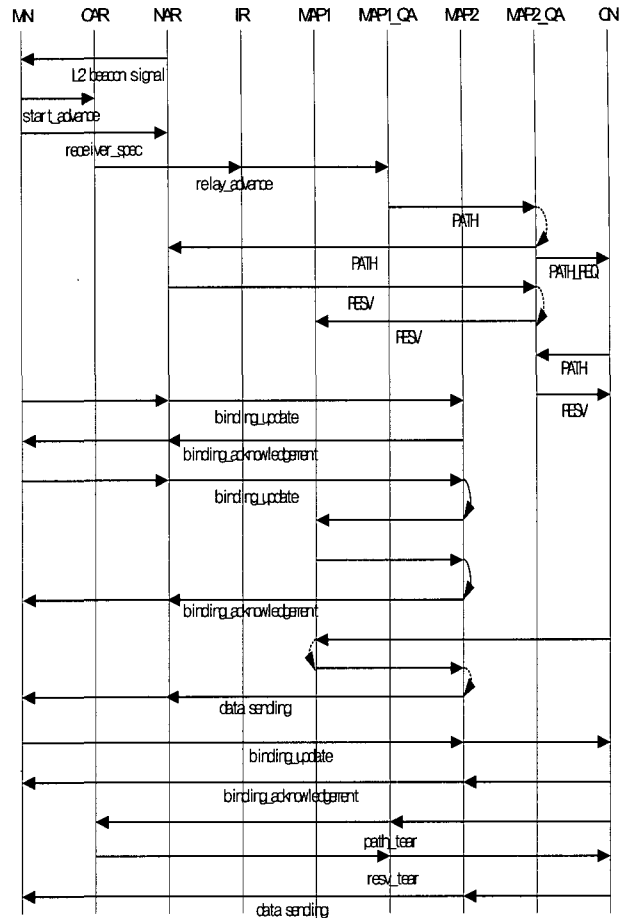 MN OAR NAR IR MAP1 MAP1_QA MAP2 MAP2_QA CN
L2 beacon signal
start_advance
receiver_spec
relay_advance
PATH
PATH
PATH_REQ
RESV
RESV
PATH
RESV
binding_update
binding_acknowledgement
binding_update
binding_acknowledgement
data sending
binding_update
binding_acknowledgement
path_tear
resv_tear
data sending